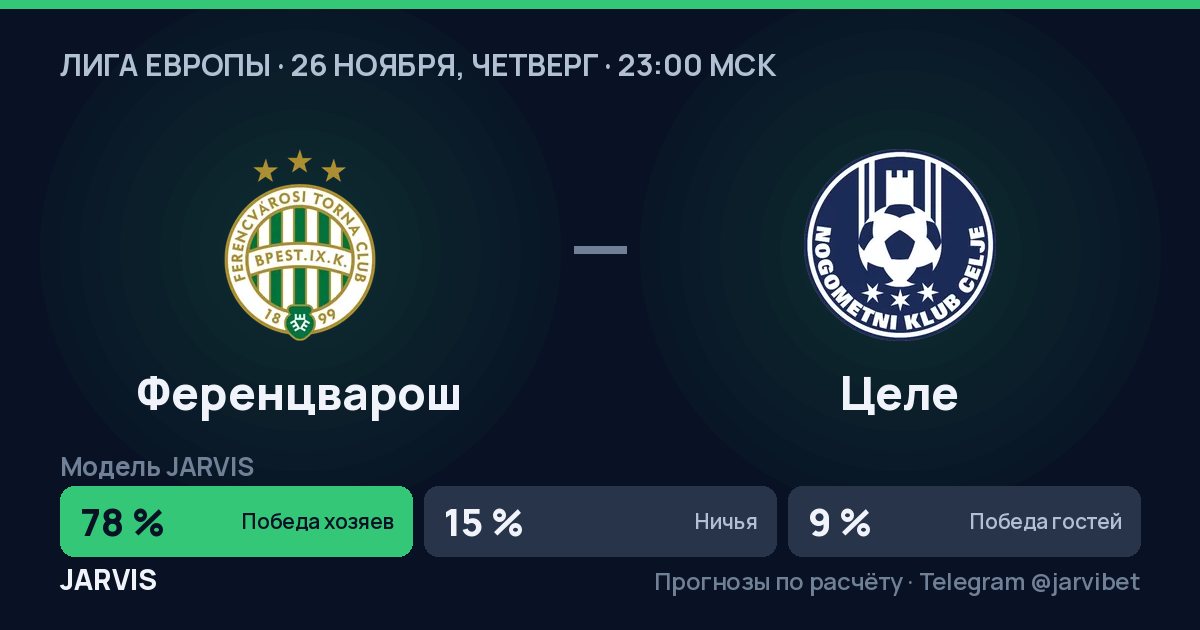 ЛИГА ЕВРОПЫ · 26 НОЯБРЯ, ЧЕТВЕРГ · 23:00 МСК
FERENCVÁROSI TORNA CLUB
BPEST.IX.K.
18 99
NOGOMETNI KLUB CELJE
—
Ференцварош
Целе
Модель JARVIS
78 % Победа хозяев
15 % Ничья
9 % Победа гостей
JARVIS
Прогнозы по расчёту · Telegram @jarvibet